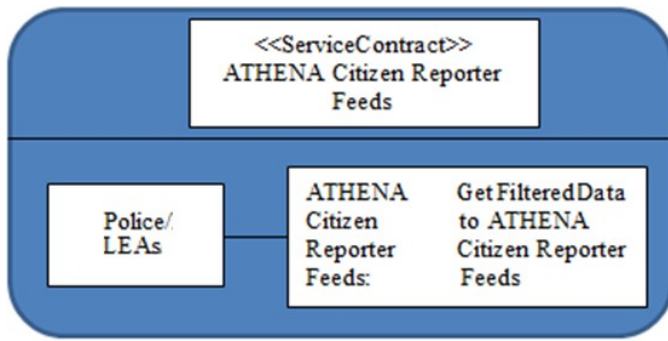 <<ServiceContract>>
ATHENA Citizen Reporter
Feeds
Police/
LEAs
ATHENA
Citizen
Reporter
Feeds:
GetFilteredData
to ATHENA
Citizen Reporter
Feeds